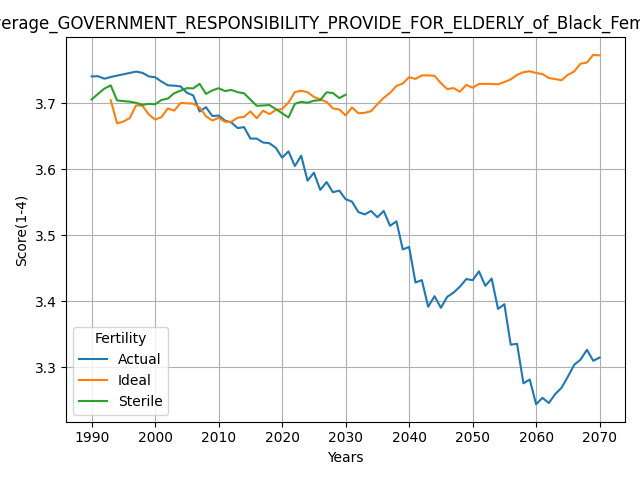 verage_GOVERNMENT_RESPONSIBILITY_PROVIDE_FOR_ELDERLY_of_Black_Fem
3.7
3.6
3.5
3.4
3.3
Score(1-4)
Fertility
Actual
Ideal
Sterile
1990 2000 2010 2020 2030 2040 2050 2060 2070
Years